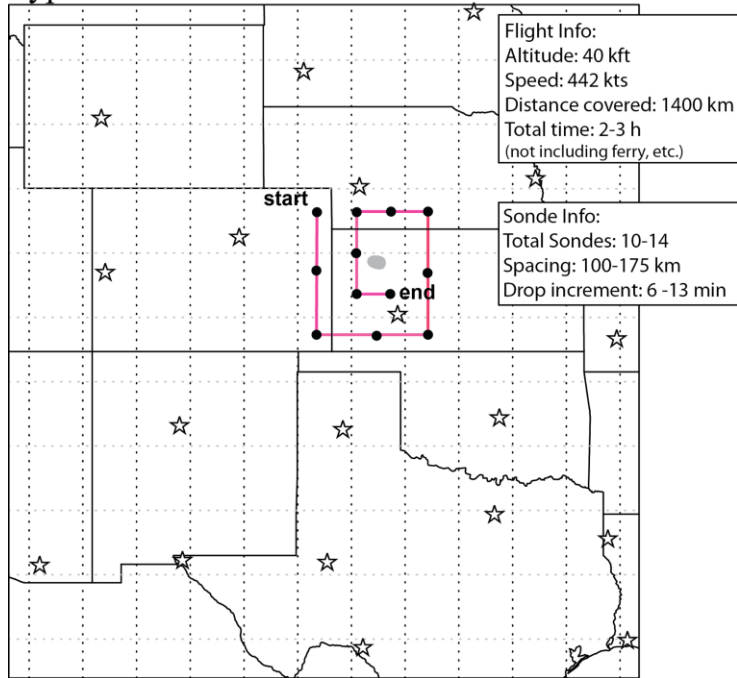 Flight Info:
Altitude: 40 kft
Speed: 442 kts
Distance covered: 1400 km
Total time: 2-3 h
(not including ferry, etc.)
start
Sonde Info:
Total Sondes: 10-14
Spacing: 100-175 km
Drop increment: 6 -13 min
end